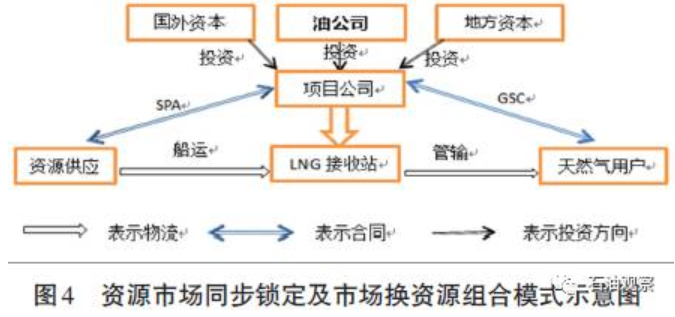 国外资本 油公司 地方资本
投资 投资 投资
项目公司
SPA GSC
船运 管输
资源供应 LNG 接收站 天然气用户
表示物流 表示合同 表示投资方向
石油观察
图4 资源市场同步锁定及市场换资源组合模式示意图